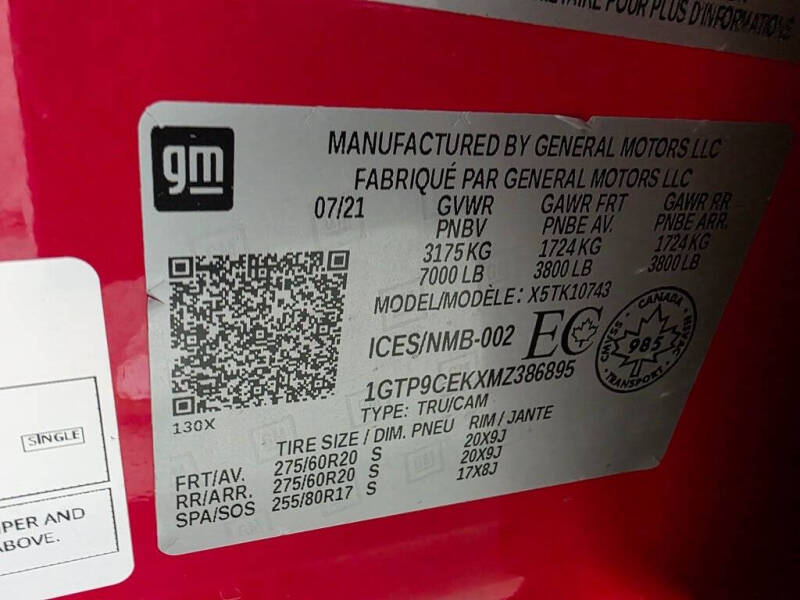 TAIRE POUR PLUS D'INFORMATIONS
gm
MANUFACTURED BY GENERAL MOTORS LLC
FABRIQUÉ PAR GENERAL MOTORS LLC
07/21 GVWR GAWR FRT GAWR RR
PNBV PNBE AV. PNBE ARR.
3175 KG 1724 KG 1724 KG
7000 LB 3800 LB 3800 LB
MODEL/MODÈLE: X5TK10743
ICES/NMB-002 EC
CANADA
985
TRANSPORT
CMVSS
NSVAC
1GTP9CEKXMZ386895
TYPE: TRU/CAM
130X
TIRE SIZE / DIM. PNEU RIM / JANTE
FRT/AV. 275/60R20 S 20X9J
RR/ARR. 275/60R20 S 20X9J
SPA/SOS 255/80R17 S 17X8J
SINGLE
PER AND
ABOVE.